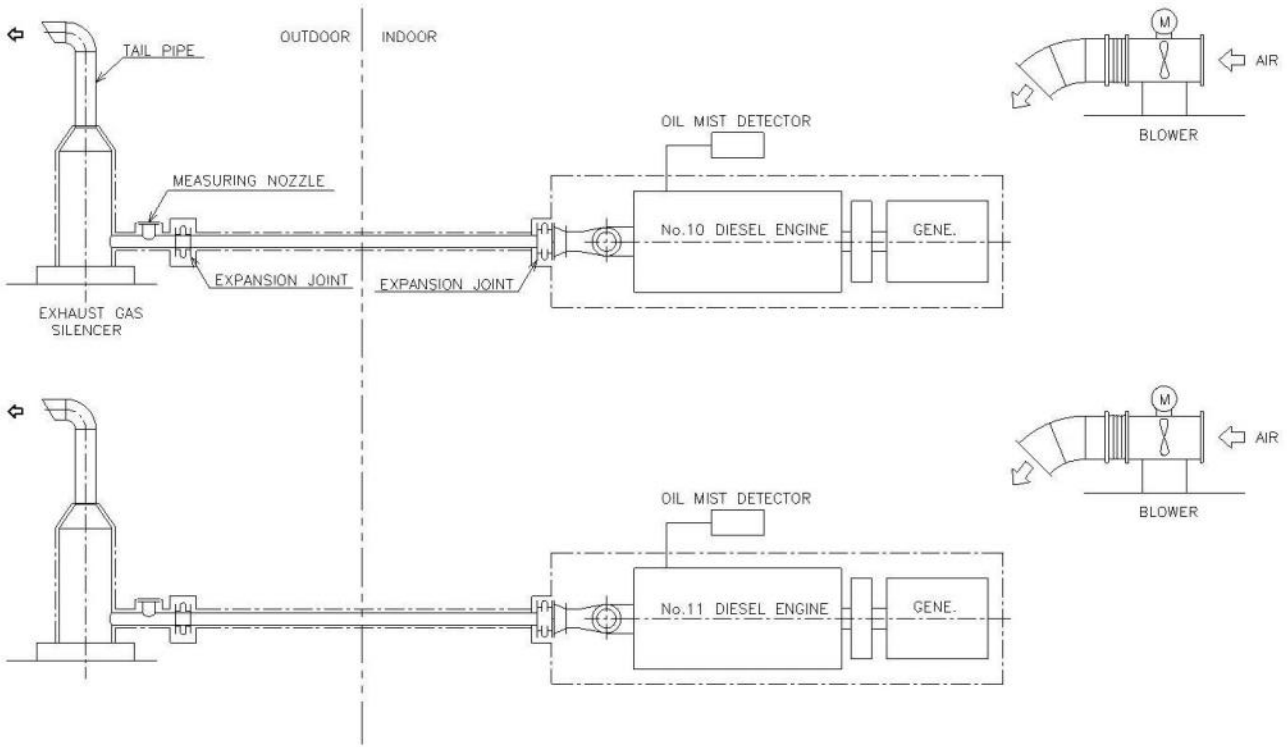 M
TAIL PIPE
OUTDOOR
INDOOR
AIR
BLOWER
OIL MIST DETECTOR
MEASURING NOZZLE
No.10 DIESEL ENGINE
GENE.
EXPANSION JOINT
EXPANSION JOINT
EXHAUST GAS
SILENCER
M
AIR
BLOWER
OIL MIST DETECTOR
No.11 DIESEL ENGINE
GENE.